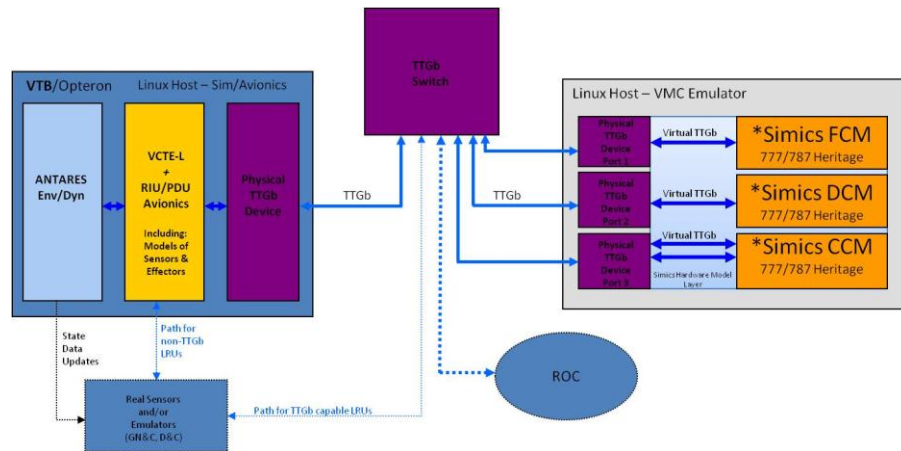 TTGb
Switch
VTB/Opteron
Linux Host – Sim/Avionics
ANTARES
Env/Dyn
VCTE-L
+
RIU/PDU
Avionics
Including:
Models of
Sensors &
Effectors
Physical
TTGb
Device
TTGb
TTGb
Linux Host – VMC Emulator
Physical
TTGb
Device
Port 1
Virtual TTGb
*Simics FCM
777/787 Heritage
Physical
TTGb
Device
Port 2
Virtual TTGb
*Simics DCM
777/787 Heritage
Physical
TTGb
Device
Port 3
Virtual TTGb
*Simics CCM
777/787 Heritage
Simics Hardware Model
Layer
State
Data
Updates
Path for
non-TTGb
LRUs
Real Sensors
and/or
Emulators
(GN&C, D&C)
Path for TTGb capable LRUs
ROC